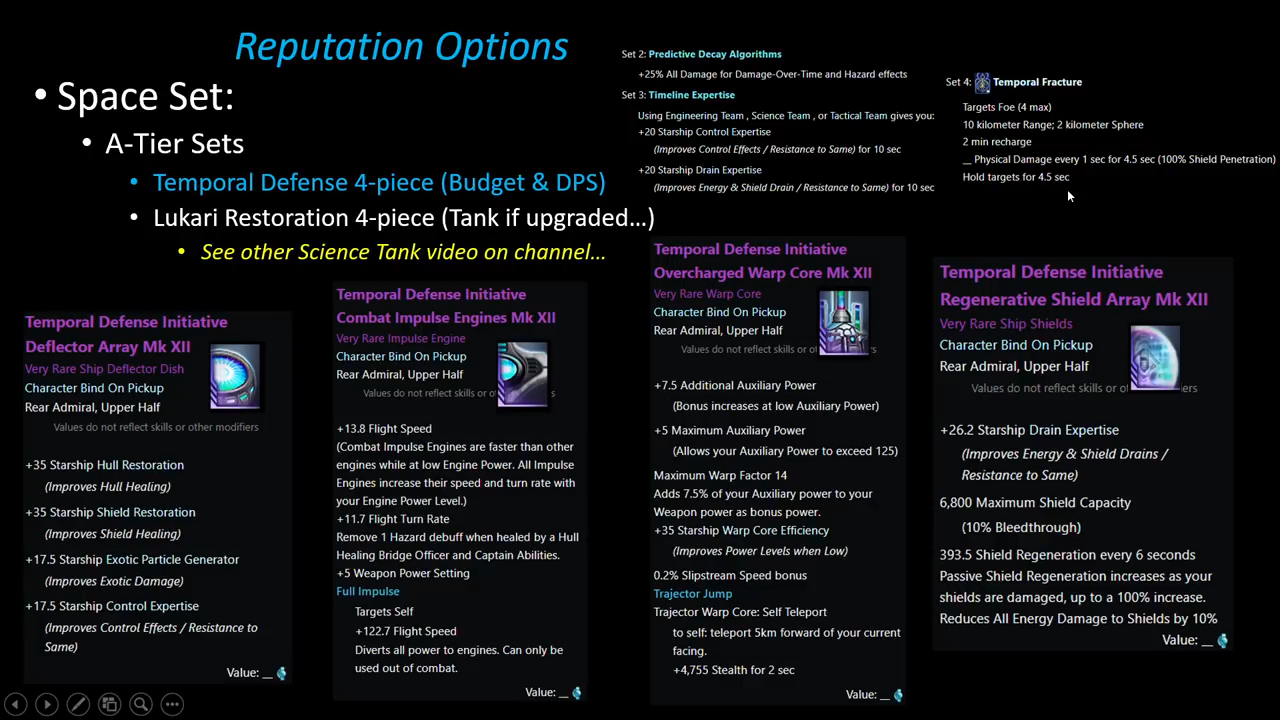 Reputation Options
• Space Set:
• A-Tier Sets
• Temporal Defense 4-piece (Budget & DPS)
• Lukari Restoration 4-piece (Tank if upgraded…)
• See other Science Tank video on channel…
Set 2: Predictive Decay Algorithms
+25% All Damage for Damage-Over-Time and Hazard effects
Set 3: Timeline Expertise
Using Engineering Team , Science Team , or Tactical Team gives you:
+20 Starship Control Expertise
(Improves Control Effects / Resistance to Same) for 10 sec
+20 Starship Drain Expertise
(Improves Energy & Shield Drain / Resistance to Same) for 10 sec
Set 4: Temporal Fracture
Targets Foe (4 max)
10 kilometer Range; 2 kilometer Sphere
2 min recharge
__ Physical Damage every 1 sec for 4.5 sec (100% Shield Penetration)
Hold targets for 4.5 sec
Temporal Defense Initiative
Deflector Array Mk XII
Very Rare Ship Deflector Dish
Character Bind On Pickup
Rear Admiral, Upper Half
Values do not reflect skills or other modifiers
+35 Starship Hull Restoration
(Improves Hull Healing)
+35 Starship Shield Restoration
(Improves Shield Healing)
+17.5 Starship Exotic Particle Generator
(Improves Exotic Damage)
+17.5 Starship Control Expertise
(Improves Control Effects / Resistance to
Same)
Value: __
Temporal Defense Initiative
Combat Impulse Engines Mk XII
Very Rare Impulse Engine
Character Bind On Pickup
Rear Admiral, Upper Half
Values do not reflect skills or s
+13.8 Flight Speed
(Combat Impulse Engines are faster than other
engines while at low Engine Power. All Impulse
Engines increase their speed and turn rate with
your Engine Power Level.)
+11.7 Flight Turn Rate
Remove 1 Hazard debuff when healed by a Hull
Healing Bridge Officer and Captain Abilities.
+5 Weapon Power Setting
Full Impulse
Targets Self
+122.7 Flight Speed
Diverts all power to engines. Can only be
used out of combat.
Value: __
Temporal Defense Initiative
Overcharged Warp Core Mk XII
Very Rare Warp Core
Character Bind On Pickup
Rear Admiral, Upper Half
Values do not reflect skills or ot rs
+7.5 Additional Auxiliary Power
(Bonus increases at low Auxiliary Power)
+5 Maximum Auxiliary Power
(Allows your Auxiliary Power to exceed 125)
Maximum Warp Factor 14
Adds 7.5% of your Auxiliary power to your
Weapon power as bonus power.
+35 Starship Warp Core Efficiency
(Improves Power Levels when Low)
0.2% Slipstream Speed bonus
Trajector Jump
Trajector Warp Core: Self Teleport
to self: teleport 5km forward of your current
facing.
+4,755 Stealth for 2 sec
Value: __
Temporal Defense Initiative
Regenerative Shield Array Mk XII
Very Rare Ship Shields
Character Bind On Pickup
Rear Admiral, Upper Half
Values do not reflect skills or o ifiers
+26.2 Starship Drain Expertise
(Improves Energy & Shield Drains /
Resistance to Same)
6,800 Maximum Shield Capacity
(10% Bleedthrough)
393.5 Shield Regeneration every 6 seconds
Passive Shield Regeneration increases as your
shields are damaged, up to a 100% increase.
Reduces All Energy Damage to Shields by 10%
Value: __